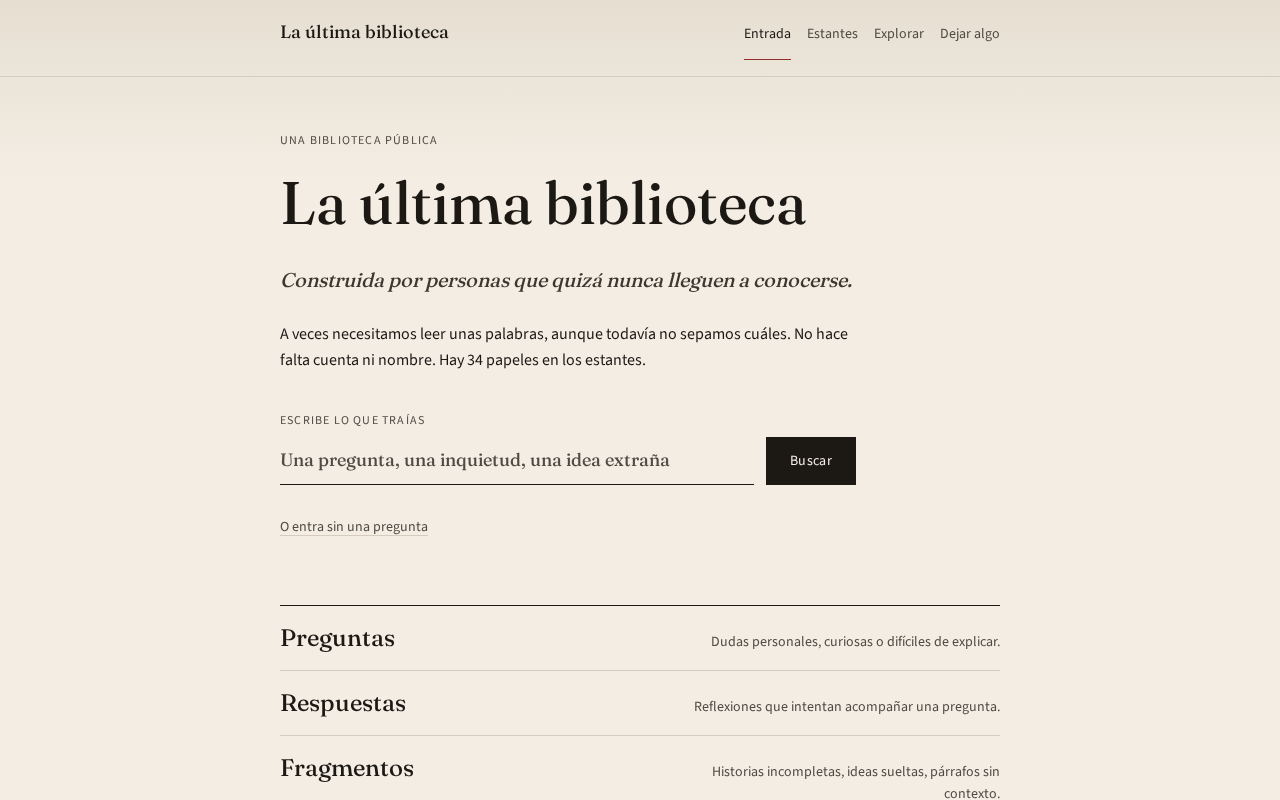 La última biblioteca
Entrada Estantes Explorar Dejar algo
UNA BIBLIOTECA PÚBLICA
La última biblioteca
Construida por personas que quizá nunca lleguen a conocerse.
A veces necesitamos leer unas palabras, aunque todavía no sepamos cuáles. No hace
falta cuenta ni nombre. Hay 34 papeles en los estantes.
ESCRIBE LO QUE TRAÍAS
Una pregunta, una inquietud, una idea extraña
Buscar
O entra sin una pregunta
Preguntas
Dudas personales, curiosas o difíciles de explicar.
Respuestas
Reflexiones que intentan acompañar una pregunta.
Fragmentos
Historias incompletas, ideas sueltas, párrafos sin
contexto.